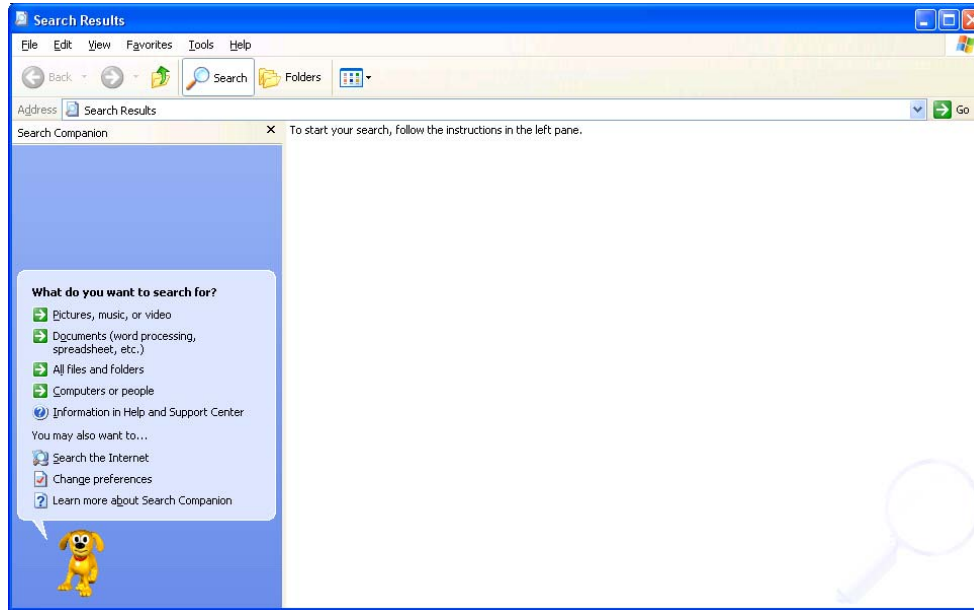 Search Results
File Edit View Favorites Tools Help
Back Search Folders
Address Search Results Go
Search Companion
To start your search, follow the instructions in the left pane.
What do you want to search for?
Pictures, music, or video
Documents (word processing,
spreadsheet, etc.)
All files and folders
Computers or people
Information in Help and Support Center
You may also want to...
Search the Internet
Change preferences
Learn more about Search Companion